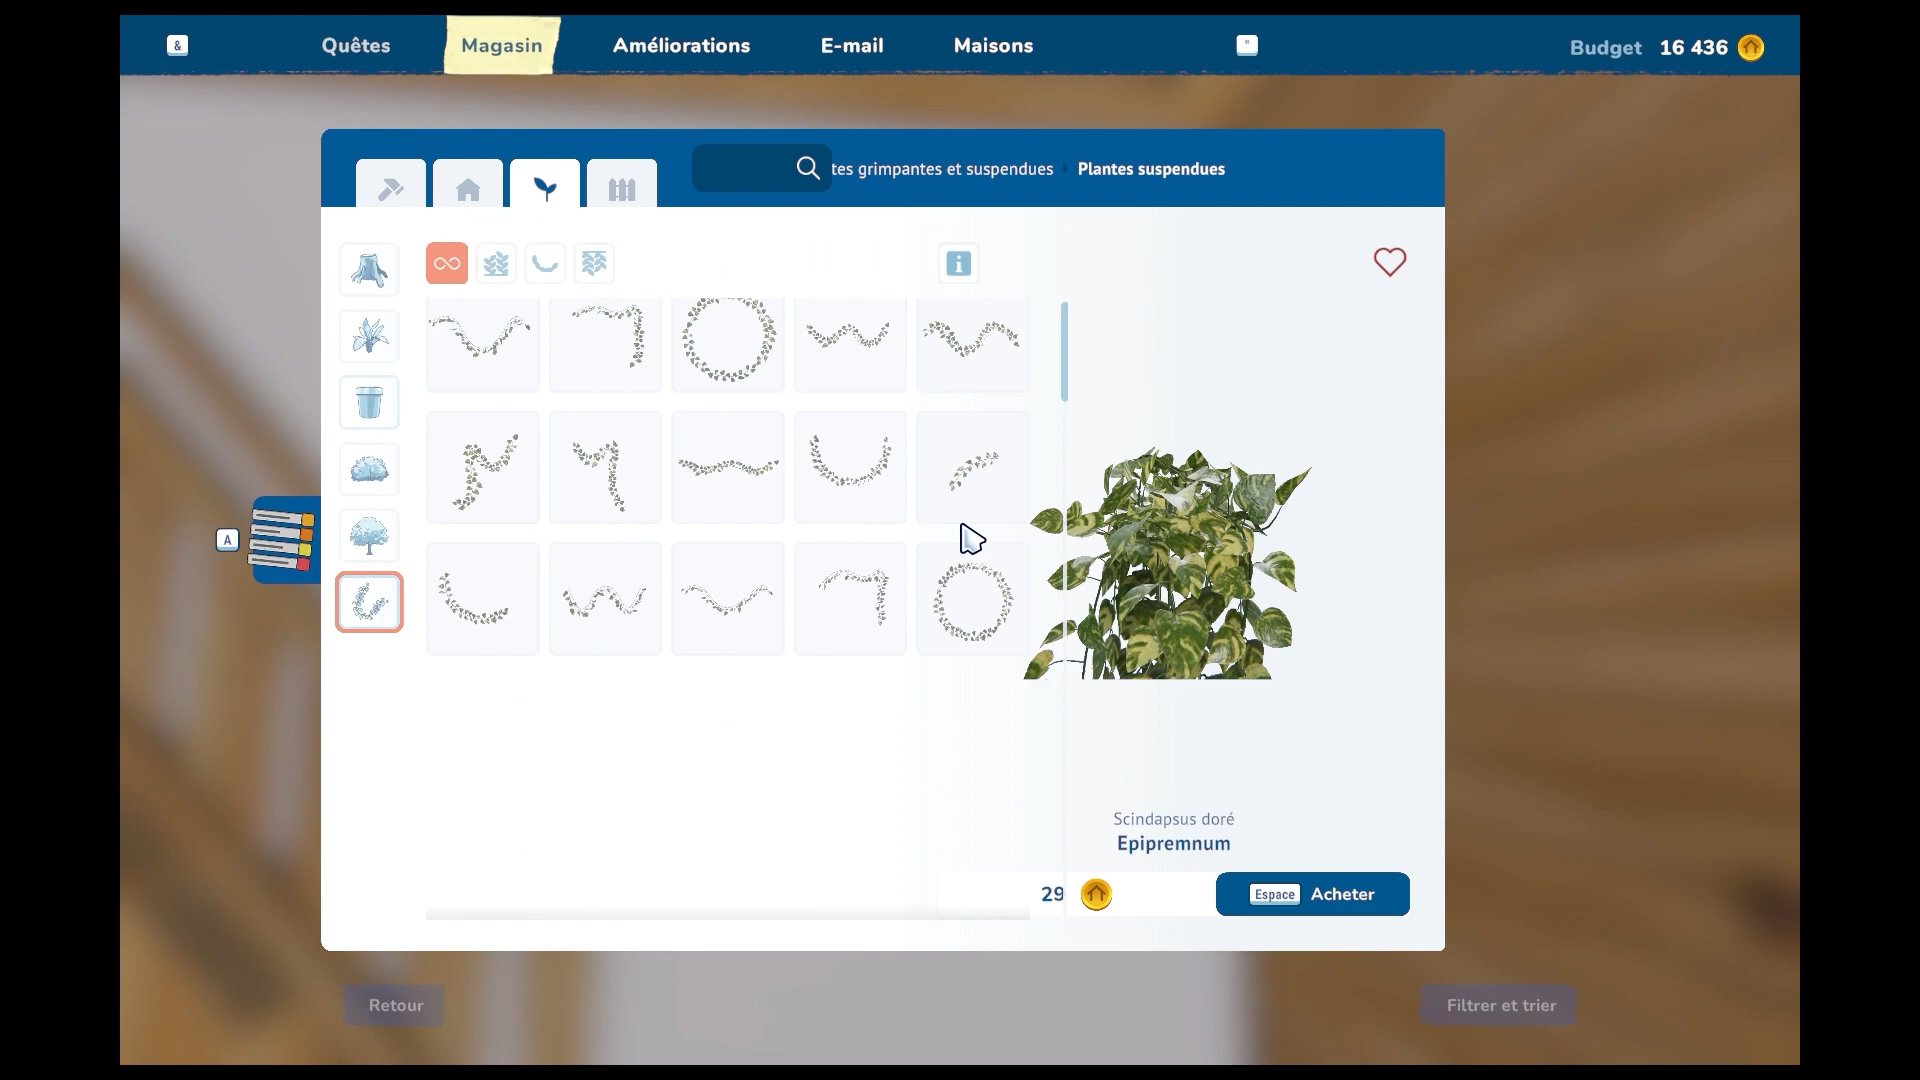 &
Quêtes
Magasin
Améliorations
E-mail
Maisons
"
Budget 16 436
tes grimpantes et suspendues
Plantes suspendues
A
Scindapsus doré
Epipremnum
29
Espace Acheter
Retour
Filtrer et trier